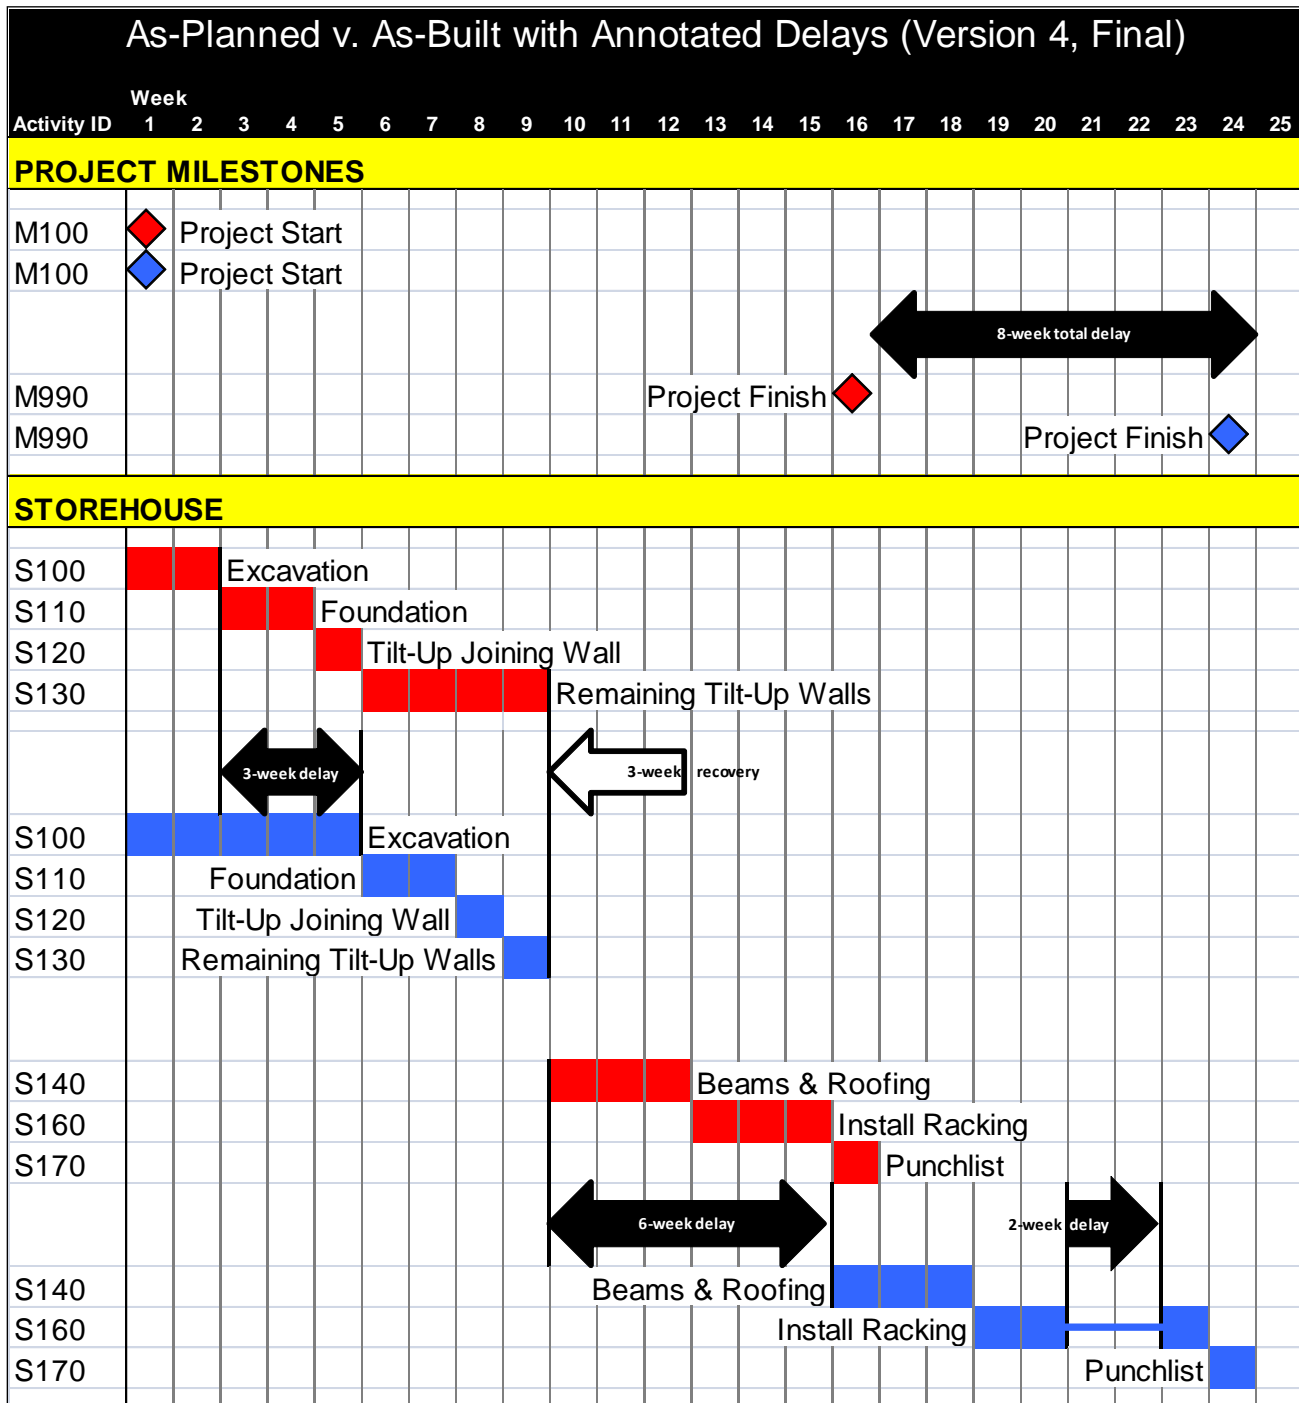 As-Planned v. As-Built with Annotated Delays (Version 4, Final)
Week
Activity ID 1 2 3 4 5 6 7 8 9 10 11 12 13 14 15 16 17 18 19 20 21 22 23 24 25
PROJECT MILESTONES
M100 Project Start
M100 Project Start
8-week total delay
M990 Project Finish
M990 Project Finish
STOREHOUSE
S100 Excavation
S110 Foundation
S120 Tilt-Up Joining Wall
S130 Remaining Tilt-Up Walls
3-week delay 3-week recovery
S100 Excavation
S110 Foundation
S120 Tilt-Up Joining Wall
S130 Remaining Tilt-Up Walls
S140 Beams & Roofing
S160 Install Racking
S170 Punchlist
6-week delay 2-week delay
S140 Beams & Roofing
S160 Install Racking
S170 Punchlist